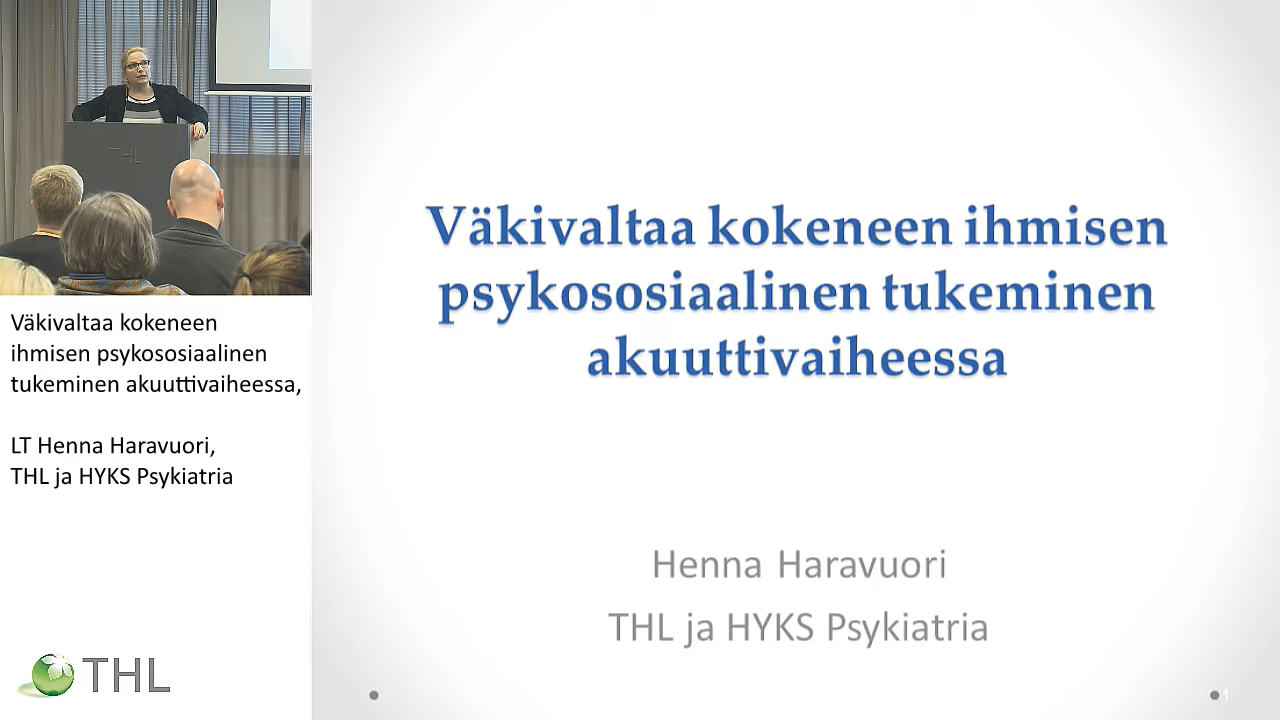 THL
Väkivaltaa kokeneen
ihmisen psykososiaalinen
tukeminen akuuttivaiheessa,
LT Henna Haravuori,
THL ja HYKS Psykiatria
THL
Väkivaltaa kokeneen ihmisen
psykososiaalinen tukeminen
akuuttivaiheessa
Henna Haravuori
THL ja HYKS Psykiatria
1